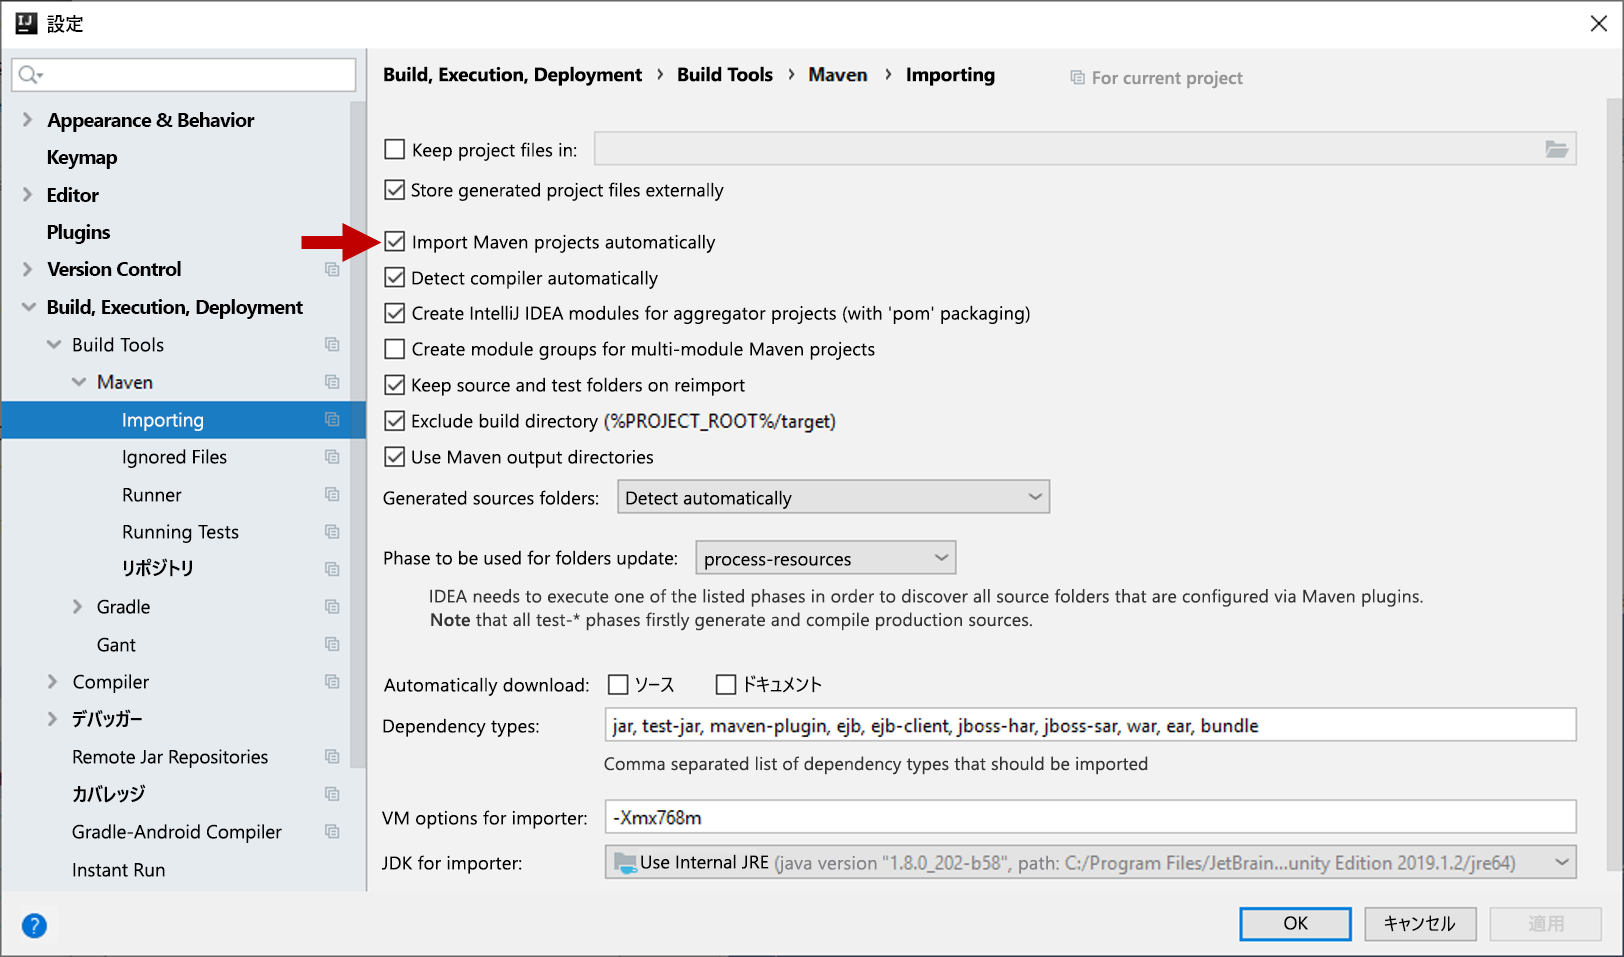 IJ 設定
Appearance & Behavior
Keymap
Editor
Plugins
Version Control
Build, Execution, Deployment
Build Tools
Maven
Importing
Ignored Files
Runner
Running Tests
リポジトリ
Gradle
Gant
Compiler
デバッガー
Remote Jar Repositories
カバレッジ
Gradle-Android Compiler
Instant Run
Build, Execution, Deployment › Build Tools › Maven › Importing For current project
Keep project files in:
Store generated project files externally
Import Maven projects automatically
Detect compiler automatically
Create IntelliJ IDEA modules for aggregator projects (with 'pom' packaging)
Create module groups for multi-module Maven projects
Keep source and test folders on reimport
Exclude build directory (%PROJECT_ROOT%/target)
Use Maven output directories
Generated sources folders: Detect automatically
Phase to be used for folders update: process-resources
IDEA needs to execute one of the listed phases in order to discover all source folders that are configured via Maven plugins.
Note that all test-* phases firstly generate and compile production sources.
Automatically download: ソース ドキュメント
Dependency types: jar, test-jar, maven-plugin, ejb, ejb-client, jboss-har, jboss-sar, war, ear, bundle
Comma separated list of dependency types that should be imported
VM options for importer: -Xmx768m
JDK for importer: Use Internal JRE (java version "1.8.0_202-b58", path: C:/Program Files/JetBrain...unity Edition 2019.1.2/jre64)
? OK キャンセル 適用